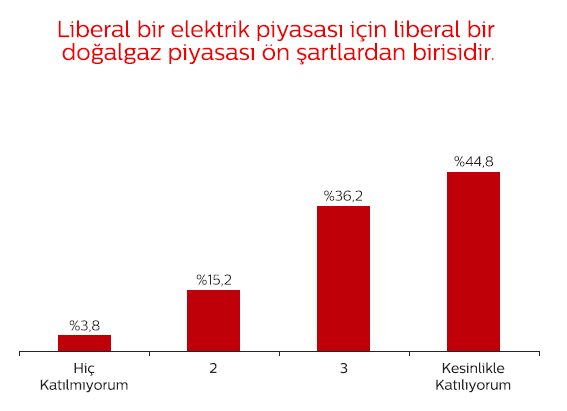 Liberal bir elektrik piyasası için liberal bir
doğalgaz piyasası ön şartlardan birisidir.
%3,8
%15,2
%36,2
%44,8
Hiç
Katılmıyorum
2
3
Kesinlikle
Katılıyorum